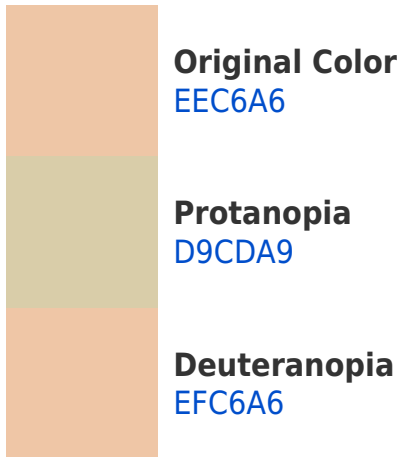 Original Color
EEC6A6
Protanopia
D9CDA9
Deuteranopia
EFC6A6